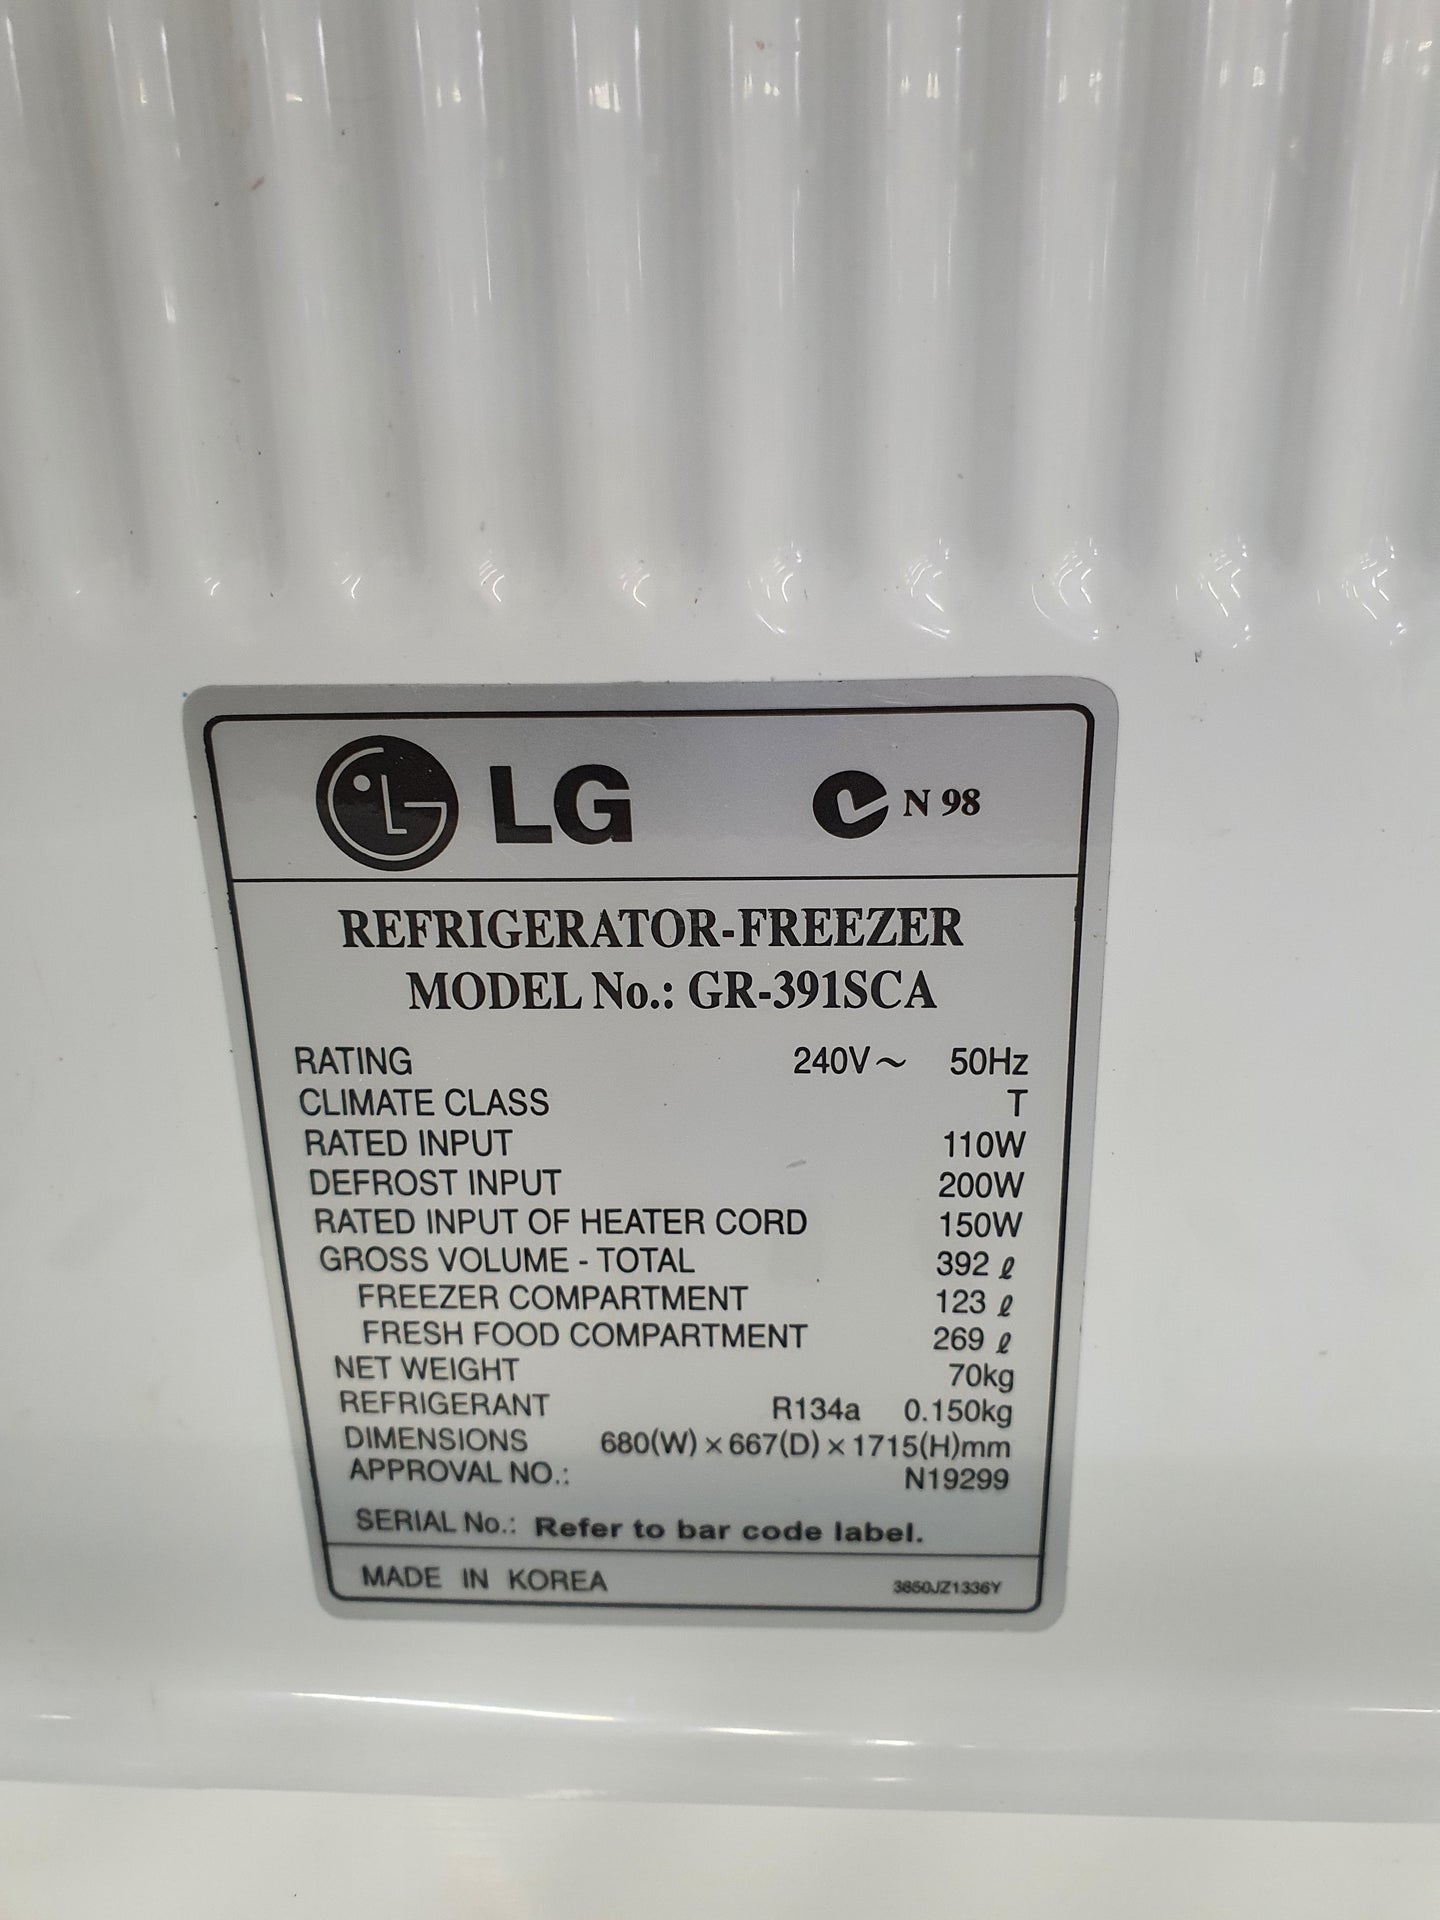 LG N 98
REFRIGERATOR-FREEZER
MODEL No.: GR-391SCA
RATING 240V~ 50Hz
CLIMATE CLASS T
RATED INPUT 110W
DEFROST INPUT 200W
RATED INPUT OF HEATER CORD 150W
GROSS VOLUME - TOTAL 392 ℓ
FREEZER COMPARTMENT 123 ℓ
FRESH FOOD COMPARTMENT 269 ℓ
NET WEIGHT 70kg
REFRIGERANT R134a 0.150kg
DIMENSIONS 680(W) × 667(D) × 1715(H)mm
APPROVAL NO.: N19299
SERIAL No.: Refer to bar code label.
MADE IN KOREA 3850JZ1336Y